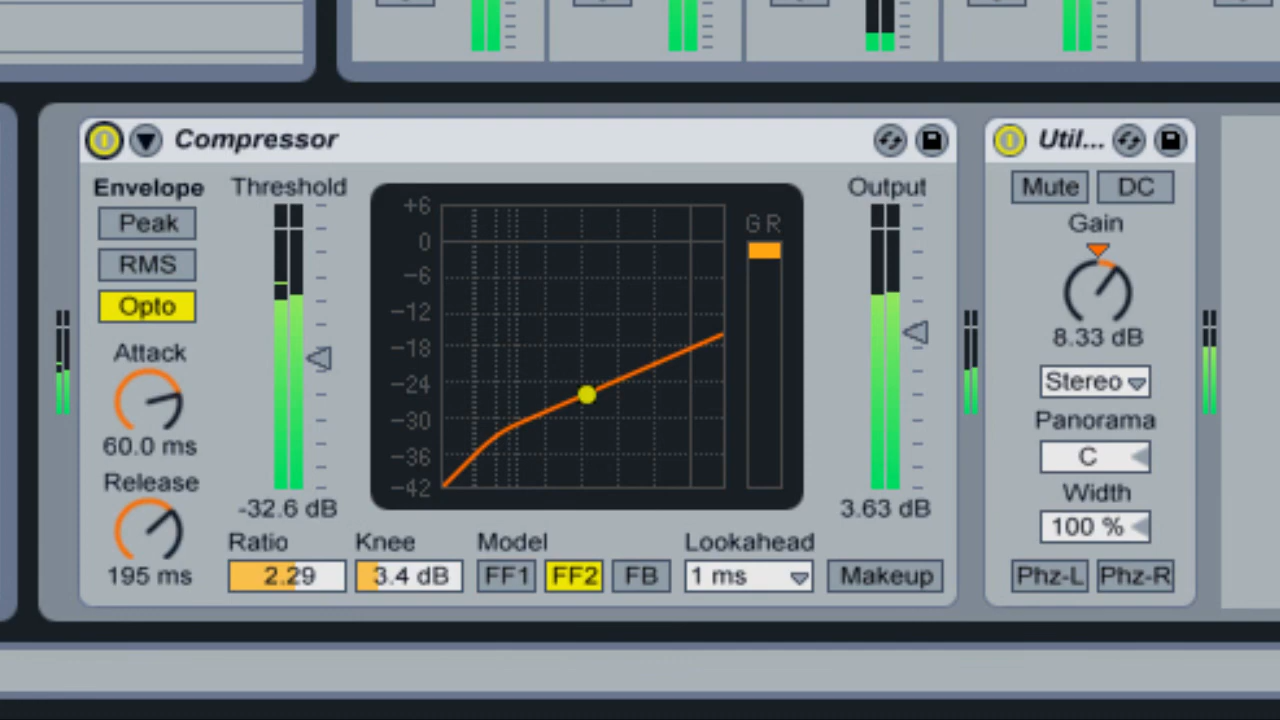 Compressor
Envelope
Peak
RMS
Opto
Attack
60.0 ms
Release
195 ms
Threshold
-32.6 dB
Ratio
2.29
Knee
3.4 dB
+6
0
-6
-12
-18
-24
-30
-36
-42
GR
Model
FF1 FF2 FB
Lookahead
1 ms
Output
3.63 dB
Makeup
Util...
Mute DC
Gain
8.33 dB
Stereo
Panorama
C
Width
100 %
Phz-L Phz-R